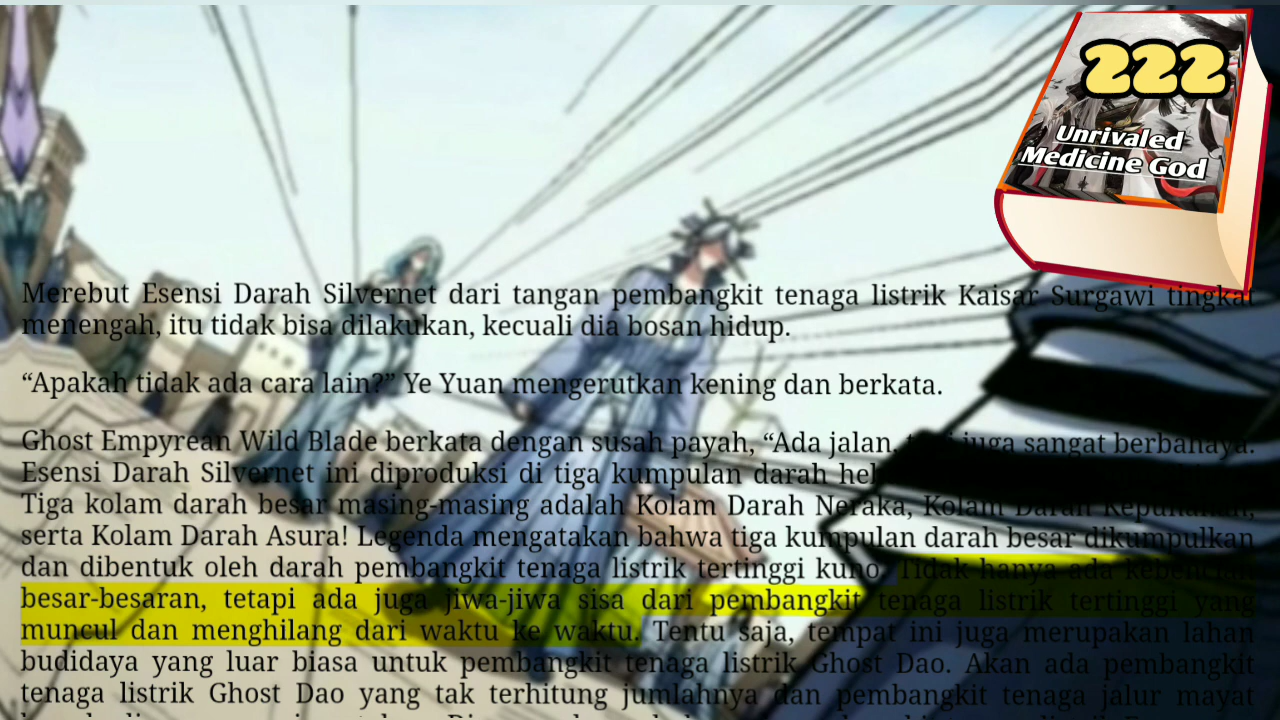 222
Unrivaled
Medicine God
Merebut Esensi Darah Silvernet dari tangan pembangkit tenaga listrik Kaisar Surgawi tingkat
menengah, itu tidak bisa dilakukan, kecuali dia bosan hidup.
“Apakah tidak ada cara lain?” Ye Yuan mengerutkan kening dan berkata.
Ghost Empyrean Wild Blade berkata dengan susah payah, “Ada jalan, tapi juga sangat berbahaya.
Esensi Darah Silvernet ini diproduksi di tiga kumpulan darah
Tiga kolam darah besar masing-masing adalah Kolam Darah Neraka, Kolam Darah Kepunahan,
serta Kolam Darah Asura! Legenda mengatakan bahwa tiga kumpulan darah besar dikumpulkan
dan dibentuk oleh darah pembangkit tenaga listrik tertinggi kuno. Tidak hanya ada kebencian
besar-besaran, tetapi ada juga jiwa-jiwa sisa dari pembangkit tenaga listrik tertinggi yang
muncul dan menghilang dari waktu ke waktu. Tentu saja, tempat ini juga merupakan lahan
budidaya yang luar biasa untuk pembangkit tenaga listrik Ghost Dao. Akan ada pembangkit
tenaga listrik Ghost Dao yang tak terhitung jumlahnya dan pembangkit tenaga jalur mayat